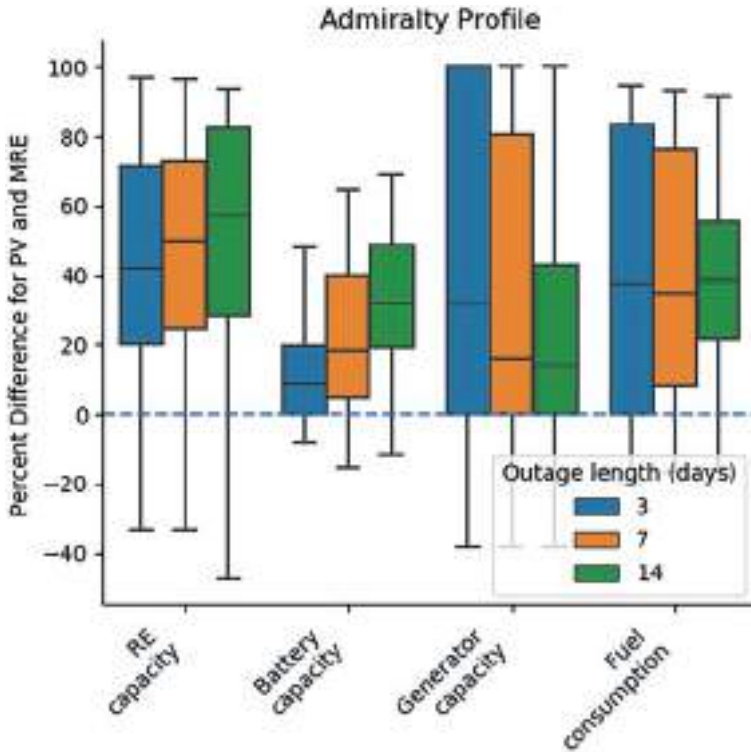 Admiralty Profile
Percent Difference for PV and MRE
100
80
60
40
20
0
−20
−40
Outage length (days)
3
7
14
RE
capacity
Battery
capacity
Generator
capacity
Fuel
consumption